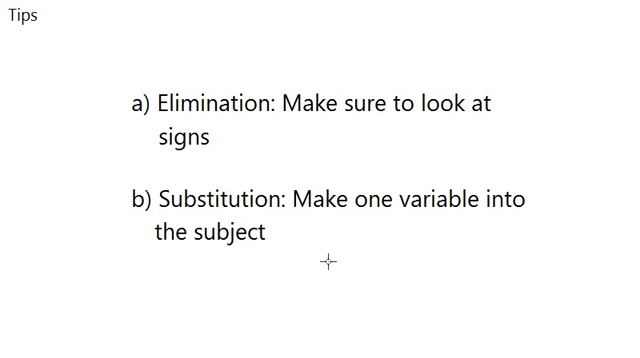 Tips
a) Elimination: Make sure to look at
signs
b) Substitution: Make one variable into
the subject